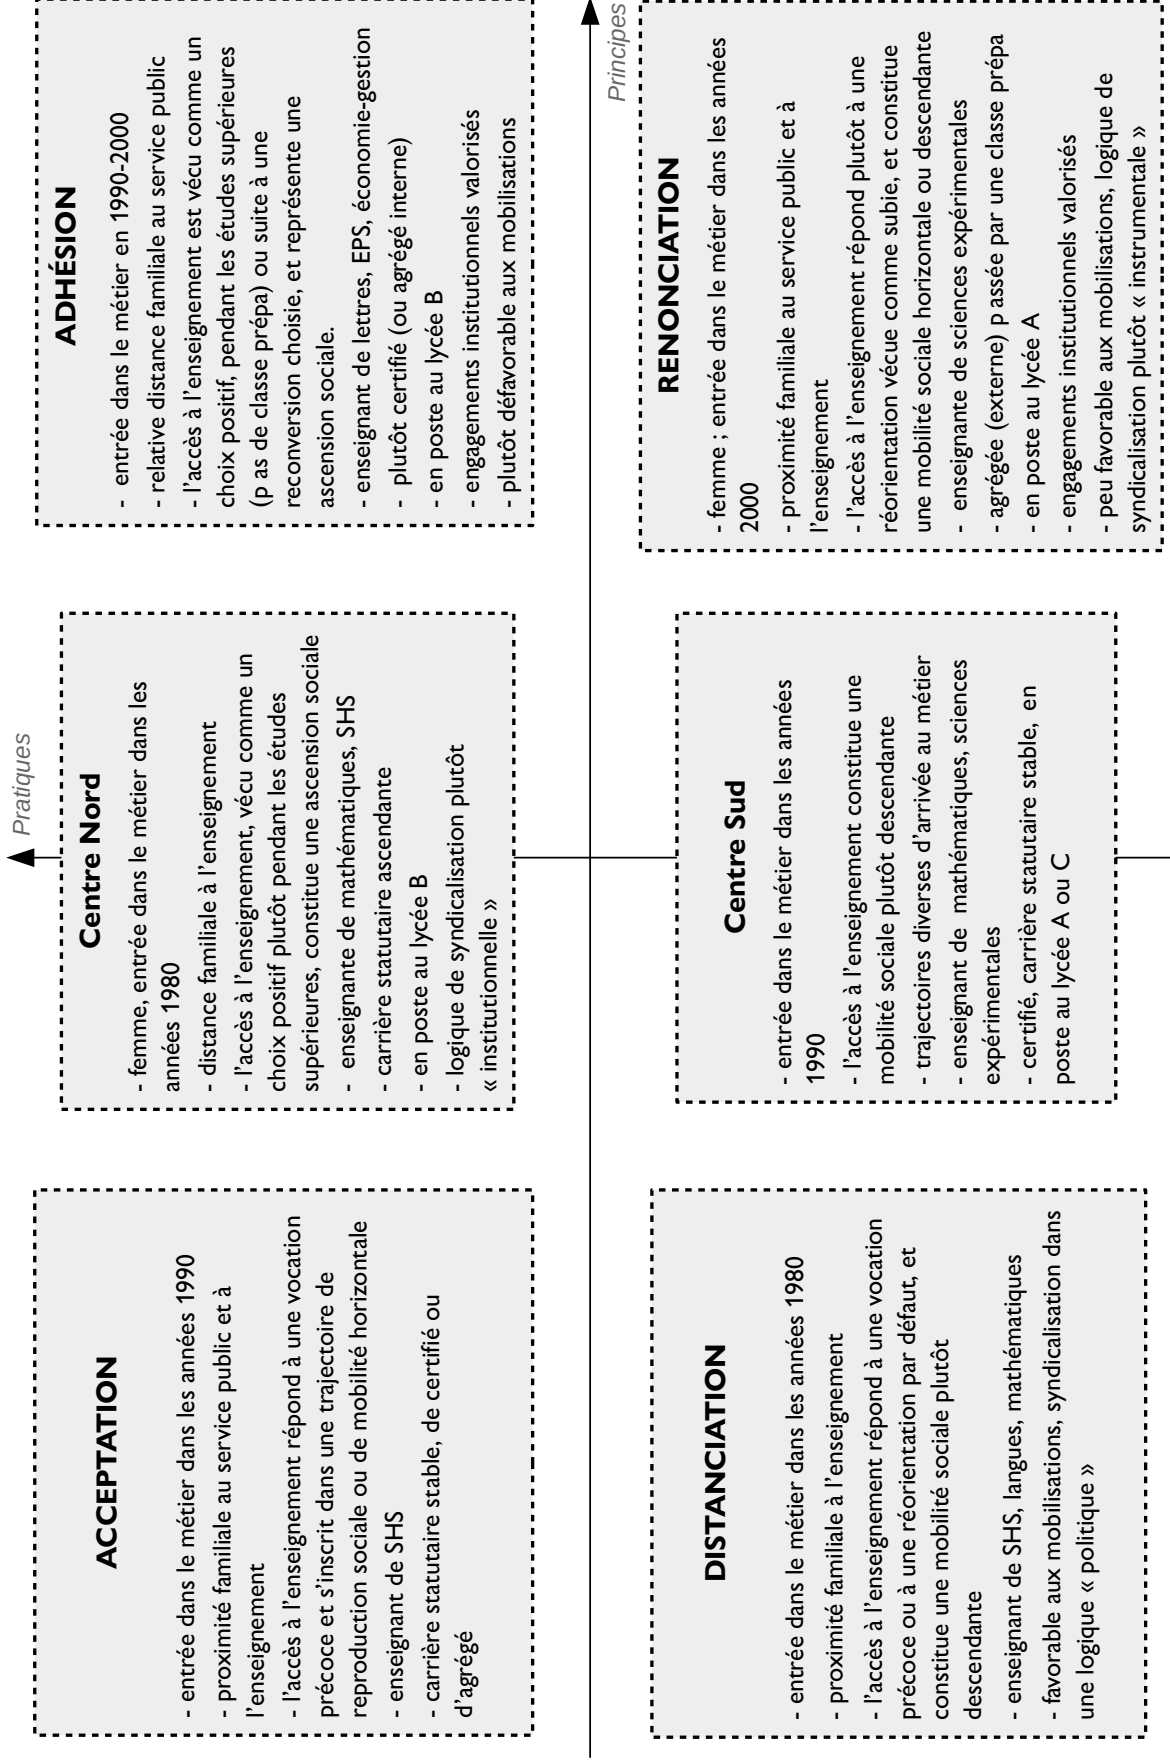 Pratiques
ACCEPTATION
- entrée dans le métier dans les années 1990
- proximité familiale au service public et à
l'enseignement
- l'accès à l'enseignement répond à une vocation
précoce et s'inscrit dans une trajectoire de
reproduction sociale ou de mobilité horizontale
- enseignant de SHS
- carrière statutaire stable, de certifié ou
d'agrégé
Centre Nord
- femme, entrée dans le métier dans les
années 1980
- distance familiale à l'enseignement
- l'accès à l'enseignement, vécu comme un
choix positif plutôt pendant les études
supérieures, constitue une ascension sociale
- enseignante de mathématiques, SHS
- carrière statutaire ascendante
- en poste au lycée B
- logique de syndicalisation plutôt
« institutionnelle »
ADHÉSION
- entrée dans le métier en 1990-2000
- relative distance familiale au service public
- l'accès à l'enseignement est vécu comme un
choix positif, pendant les études supérieures
(p as de classe prépa) ou suite à une
reconversion choisie, et représente une
ascension sociale.
- enseignant de lettres, EPS, économie-gestion
- plutôt certifié (ou agrégé interne)
- en poste au lycée B
- engagements institutionnels valorisés
- plutôt défavorable aux mobilisations
Principes
DISTANCIATION
- entrée dans le métier dans les années 1980
- proximité familiale à l'enseignement
- l'accès à l'enseignement répond à une vocation
précoce ou à une réorientation par défaut, et
constitue une mobilité sociale plutôt
descendante
- enseignant de SHS, langues, mathématiques
- favorable aux mobilisations, syndicalisation dans
une logique « politique »
Centre Sud
- entrée dans le métier dans les années
1990
- l'accès à l'enseignement constitue une
mobilité sociale plutôt descendante
- trajectoires diverses d'arrivée au métier
- enseignant de mathématiques, sciences
expérimentales
- certifié, carrière statutaire stable, en
poste au lycée A ou C
RENONCIATION
- femme ; entrée dans le métier dans les années
2000
- proximité familiale au service public et à
l'enseignement
- l'accès à l'enseignement répond plutôt à une
réorientation vécue comme subie, et constitue
une mobilité sociale horizontale ou descendante
- enseignante de sciences expérimentales
- agrégée (externe) p assée par une classe prépa
- en poste au lycée A
- engagements institutionnels valorisés
- peu favorable aux mobilisations, logique de
syndicalisation plutôt « instrumentale »